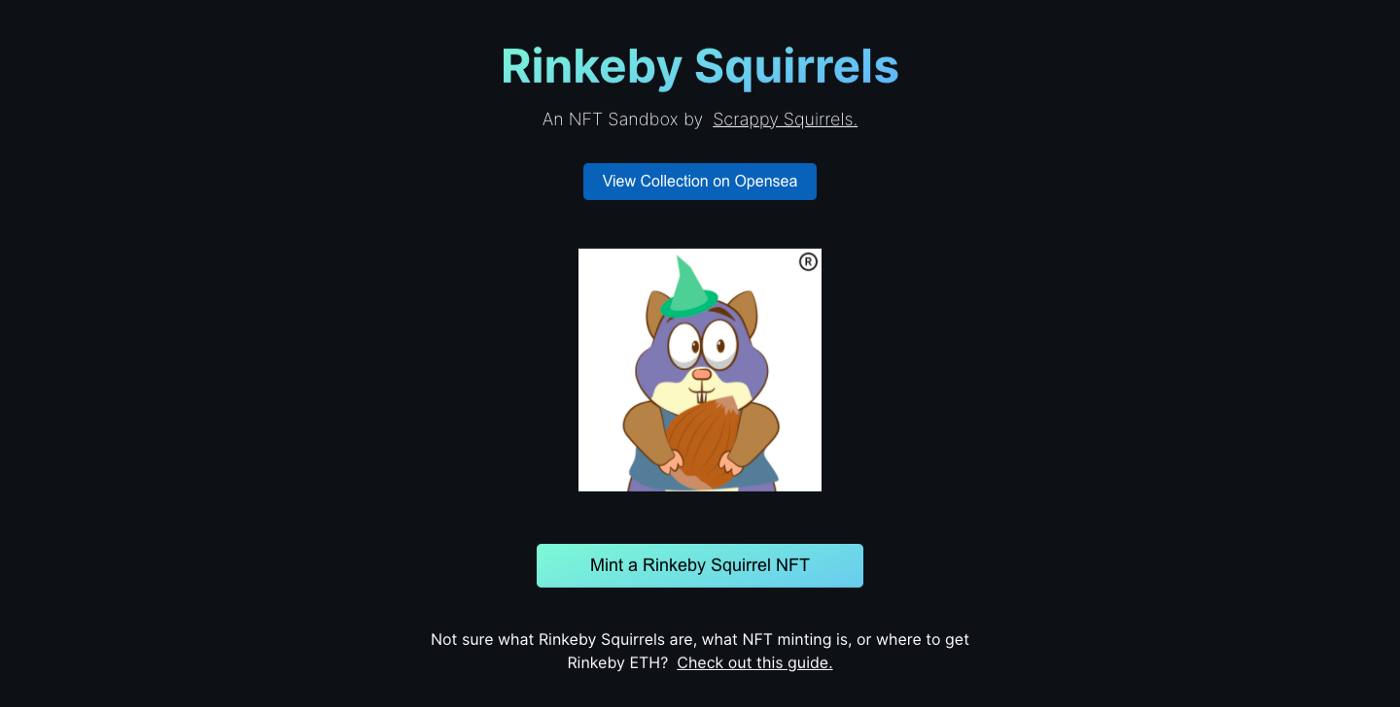 Rinkeby Squirrels
An NFT Sandbox by Scrappy Squirrels.
View Collection on Opensea
®
Mint a Rinkeby Squirrel NFT
Not sure what Rinkeby Squirrels are, what NFT minting is, or where to get
Rinkeby ETH? Check out this guide.